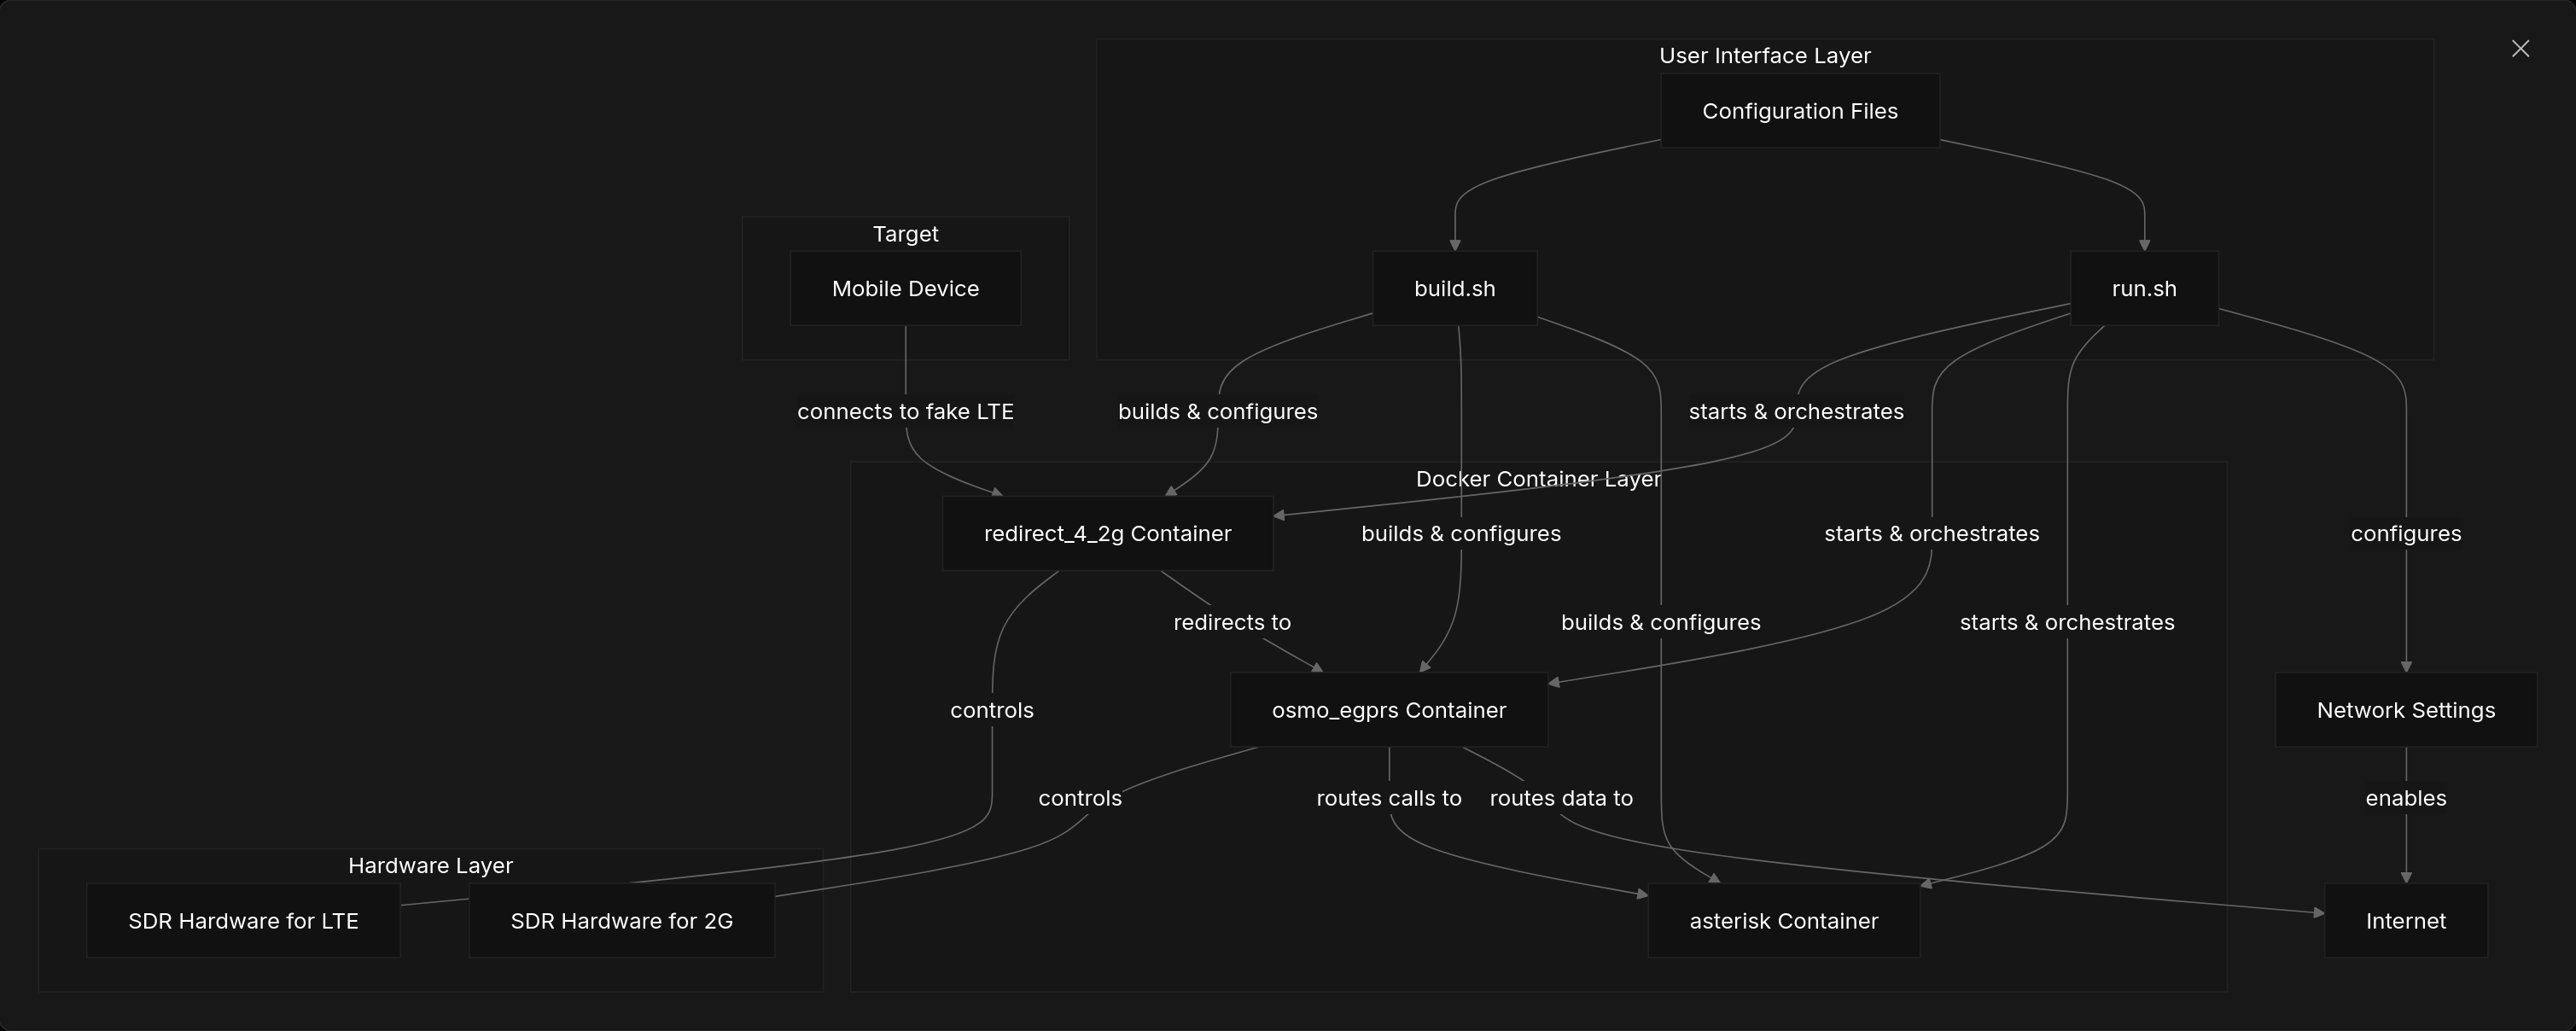 User Interface Layer
Configuration Files
Target
Mobile Device
build.sh
run.sh
connects to fake LTE
builds & configures
starts & orchestrates
Docker Container Layer
redirect_4_2g Container
builds & configures
starts & orchestrates
configures
redirects to
builds & configures
starts & orchestrates
controls
osmo_egprs Container
Network Settings
controls
routes calls to
routes data to
enables
Hardware Layer
SDR Hardware for LTE
SDR Hardware for 2G
asterisk Container
Internet